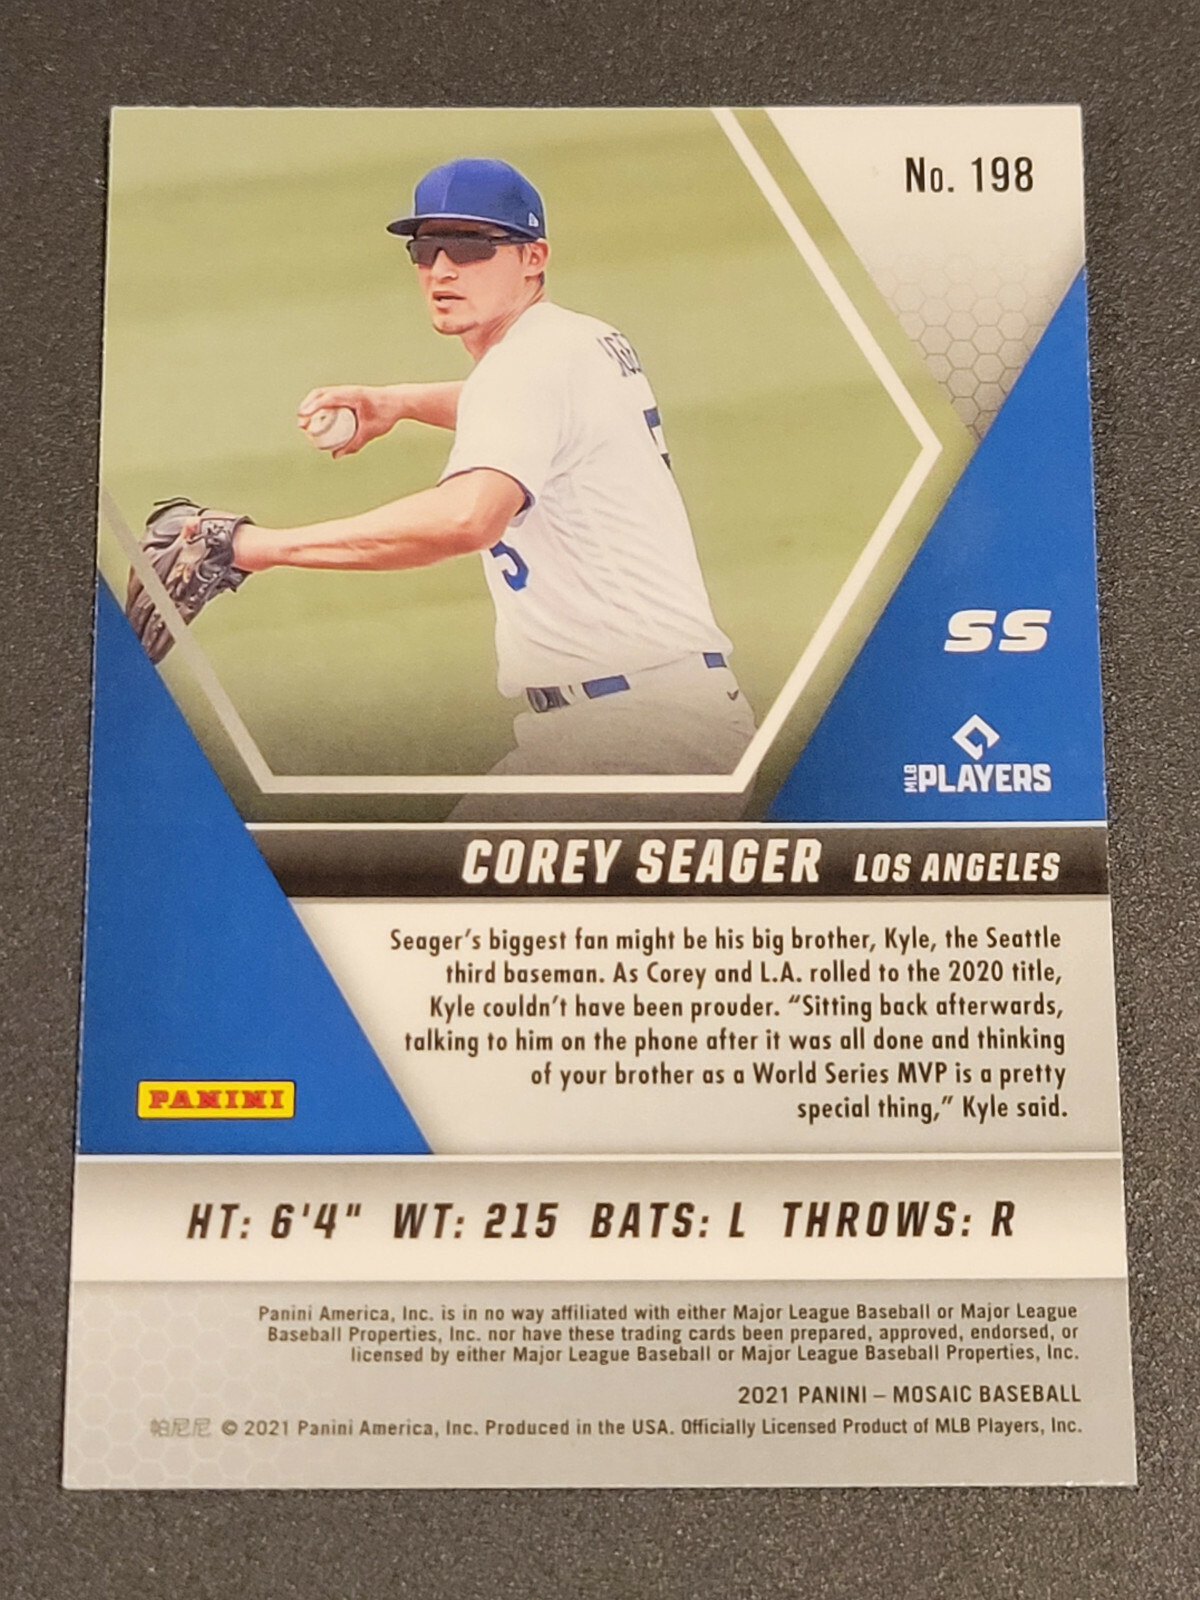 No. 198
5
SS
MLB PLAYERS
COREY SEAGER LOS ANGELES
Seager's biggest fan might be his big brother, Kyle, the Seattle
third baseman. As Corey and L.A. rolled to the 2020 title,
Kyle couldn't have been prouder. "Sitting back afterwards,
talking to him on the phone after it was all done and thinking
of your brother as a World Series MVP is a pretty
special thing," Kyle said.
PANINI
HT: 6'4" WT: 215 BATS: L THROWS: R
Panini America, Inc. is in no way affiliated with either Major League Baseball or Major League
Baseball Properties, Inc. nor have these trading cards been prepared, approved, endorsed, or
licensed by either Major League Baseball or Major League Baseball Properties, Inc.
2021 PANINI – MOSAIC BASEBALL
帕尼尼 © 2021 Panini America, Inc. Produced in the USA. Officially Licensed Product of MLB Players, Inc.